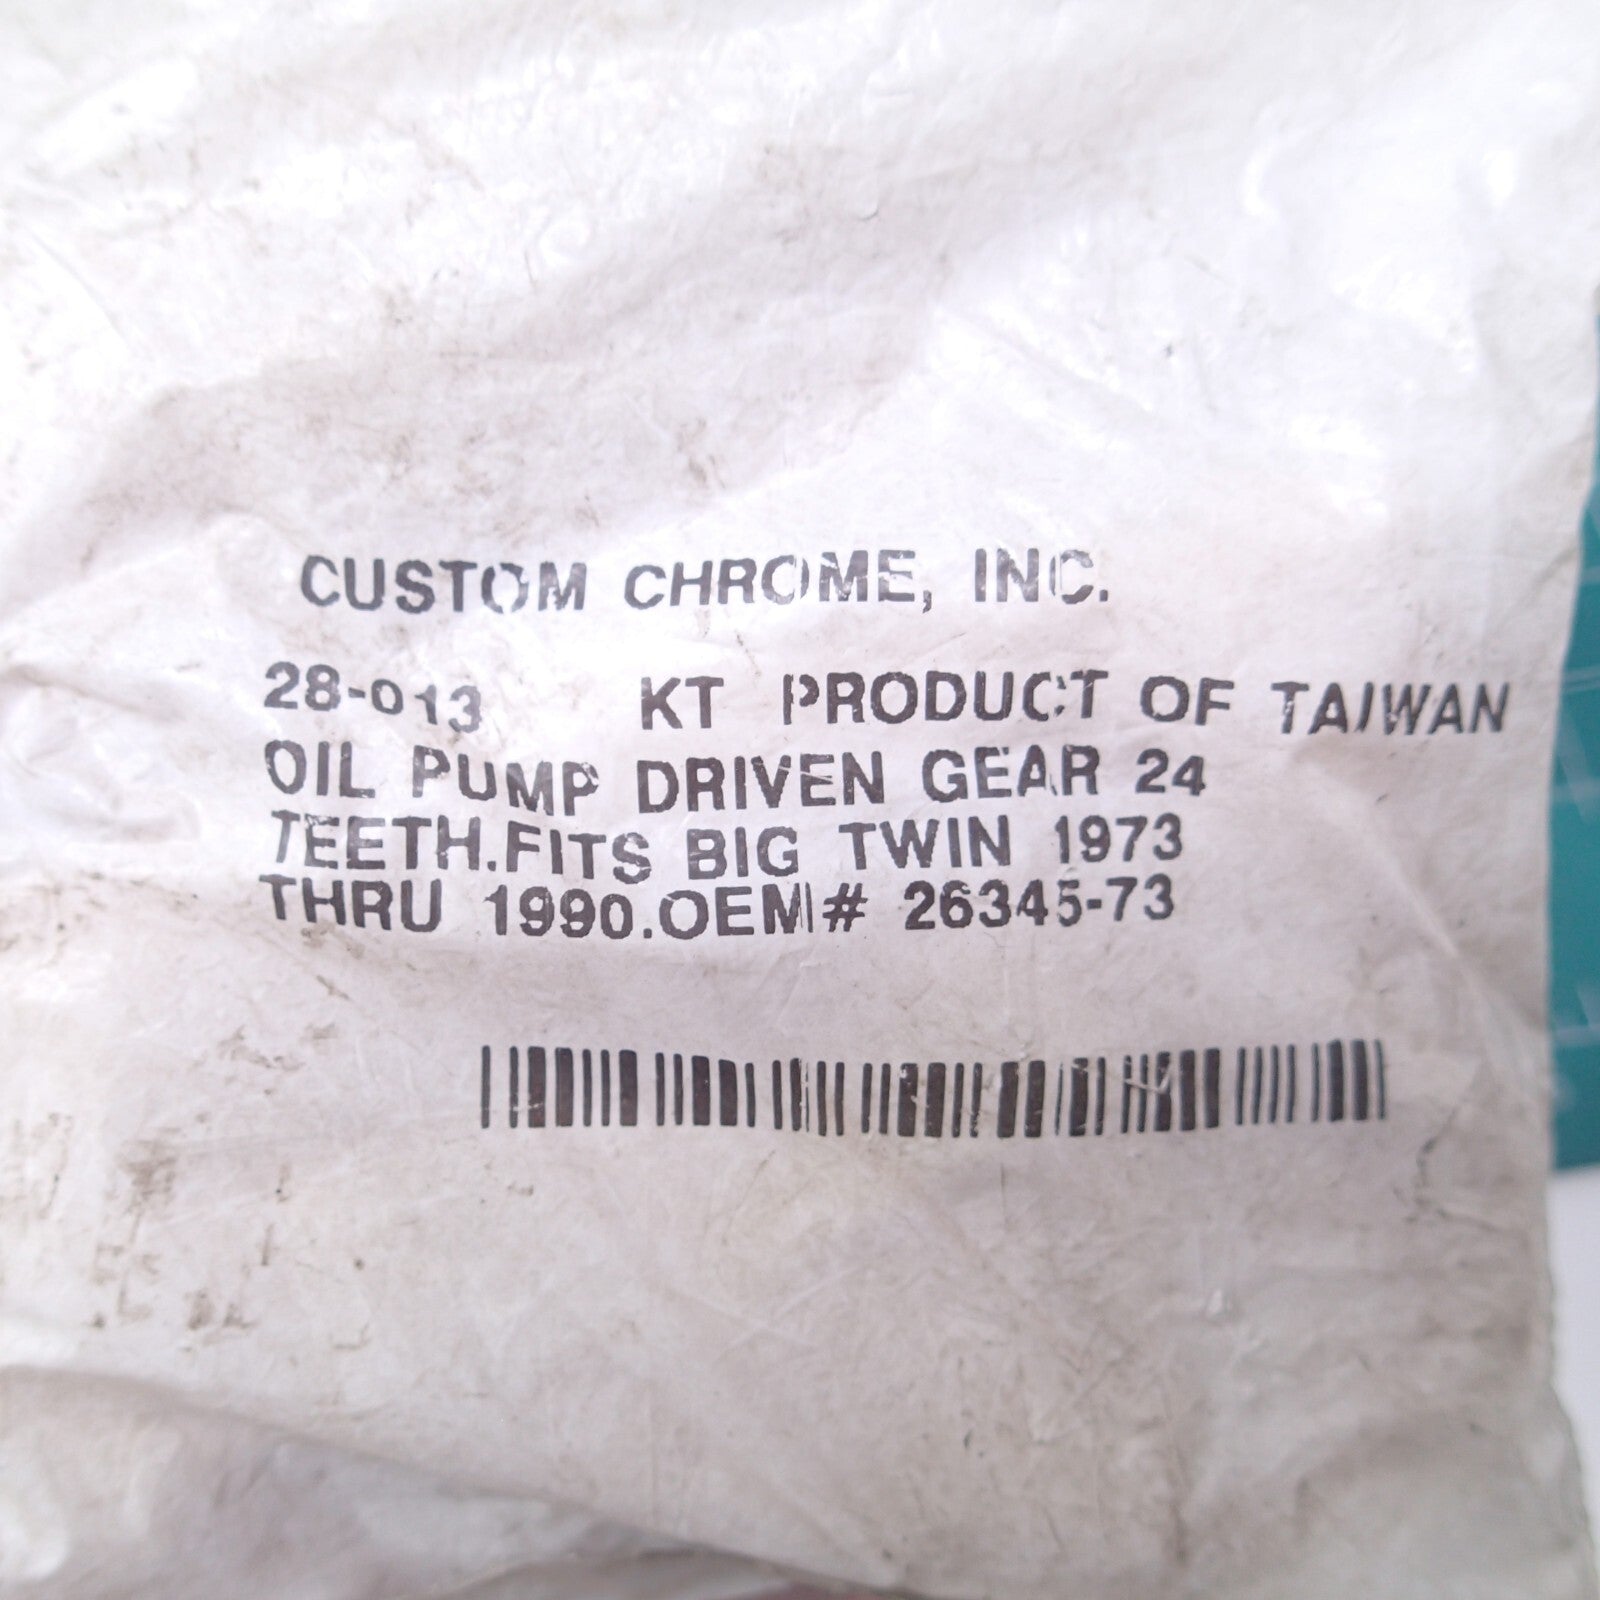 CUSTOM CHROME, INC.
28-013 KT PRODUCT OF TAIWAN
OIL PUMP DRIVEN GEAR 24
TEETH.FITS BIG TWIN 1973
THRU 1990.OEM# 26345-73